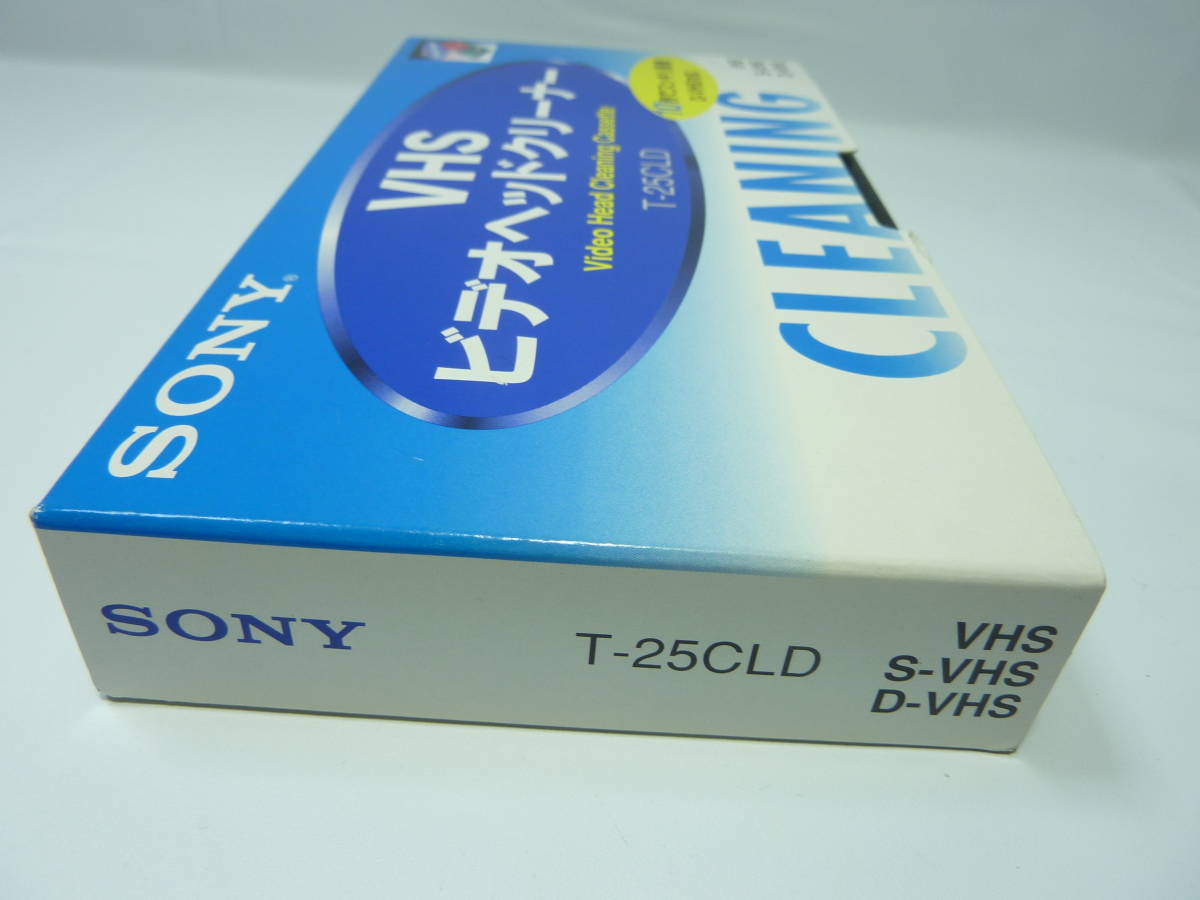 SONY®
VHS
ビデオヘッドクリーナー
Video Head Cleaning Cassette
T-25CLD
CLEANING
SONY
T-25CLD
VHS
S-VHS
D-VHS